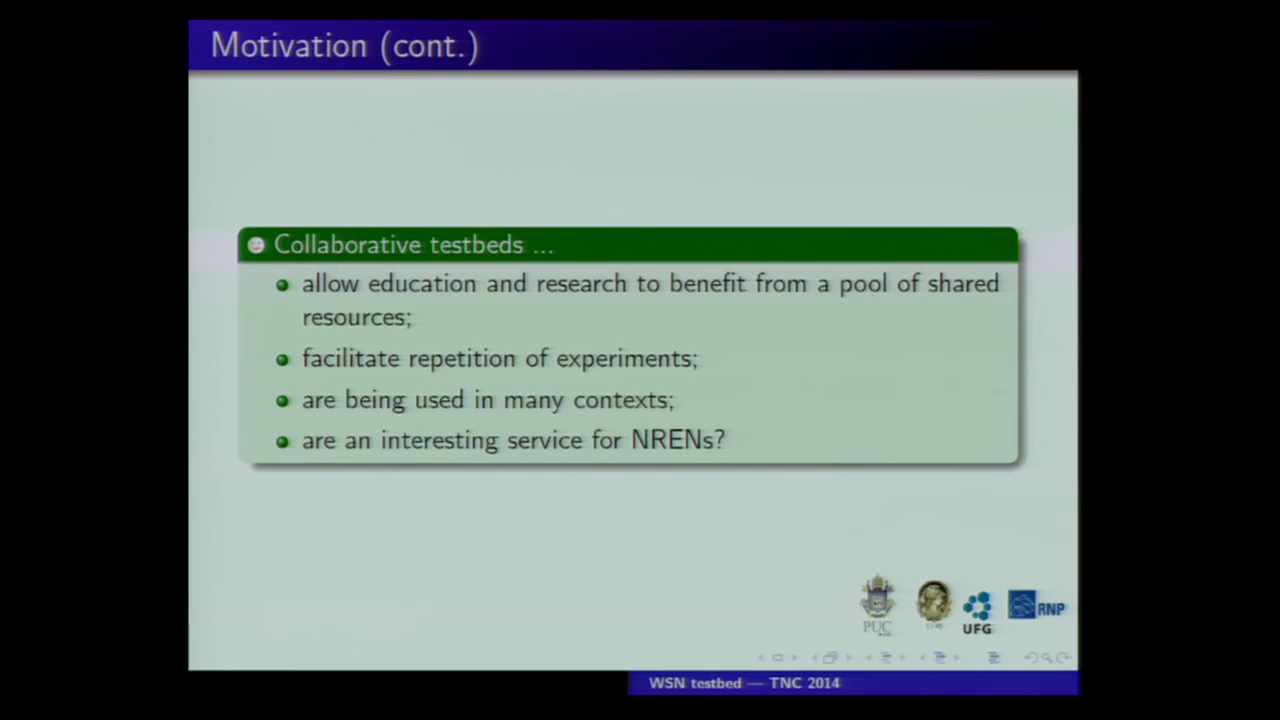 Motivation (cont.)
Collaborative testbeds ...
allow education and research to benefit from a pool of shared
resources;
facilitate repetition of experiments;
are being used in many contexts;
are an interesting service for NRENs?
PUC
UFG
RNP
WSN testbed — TNC 2014